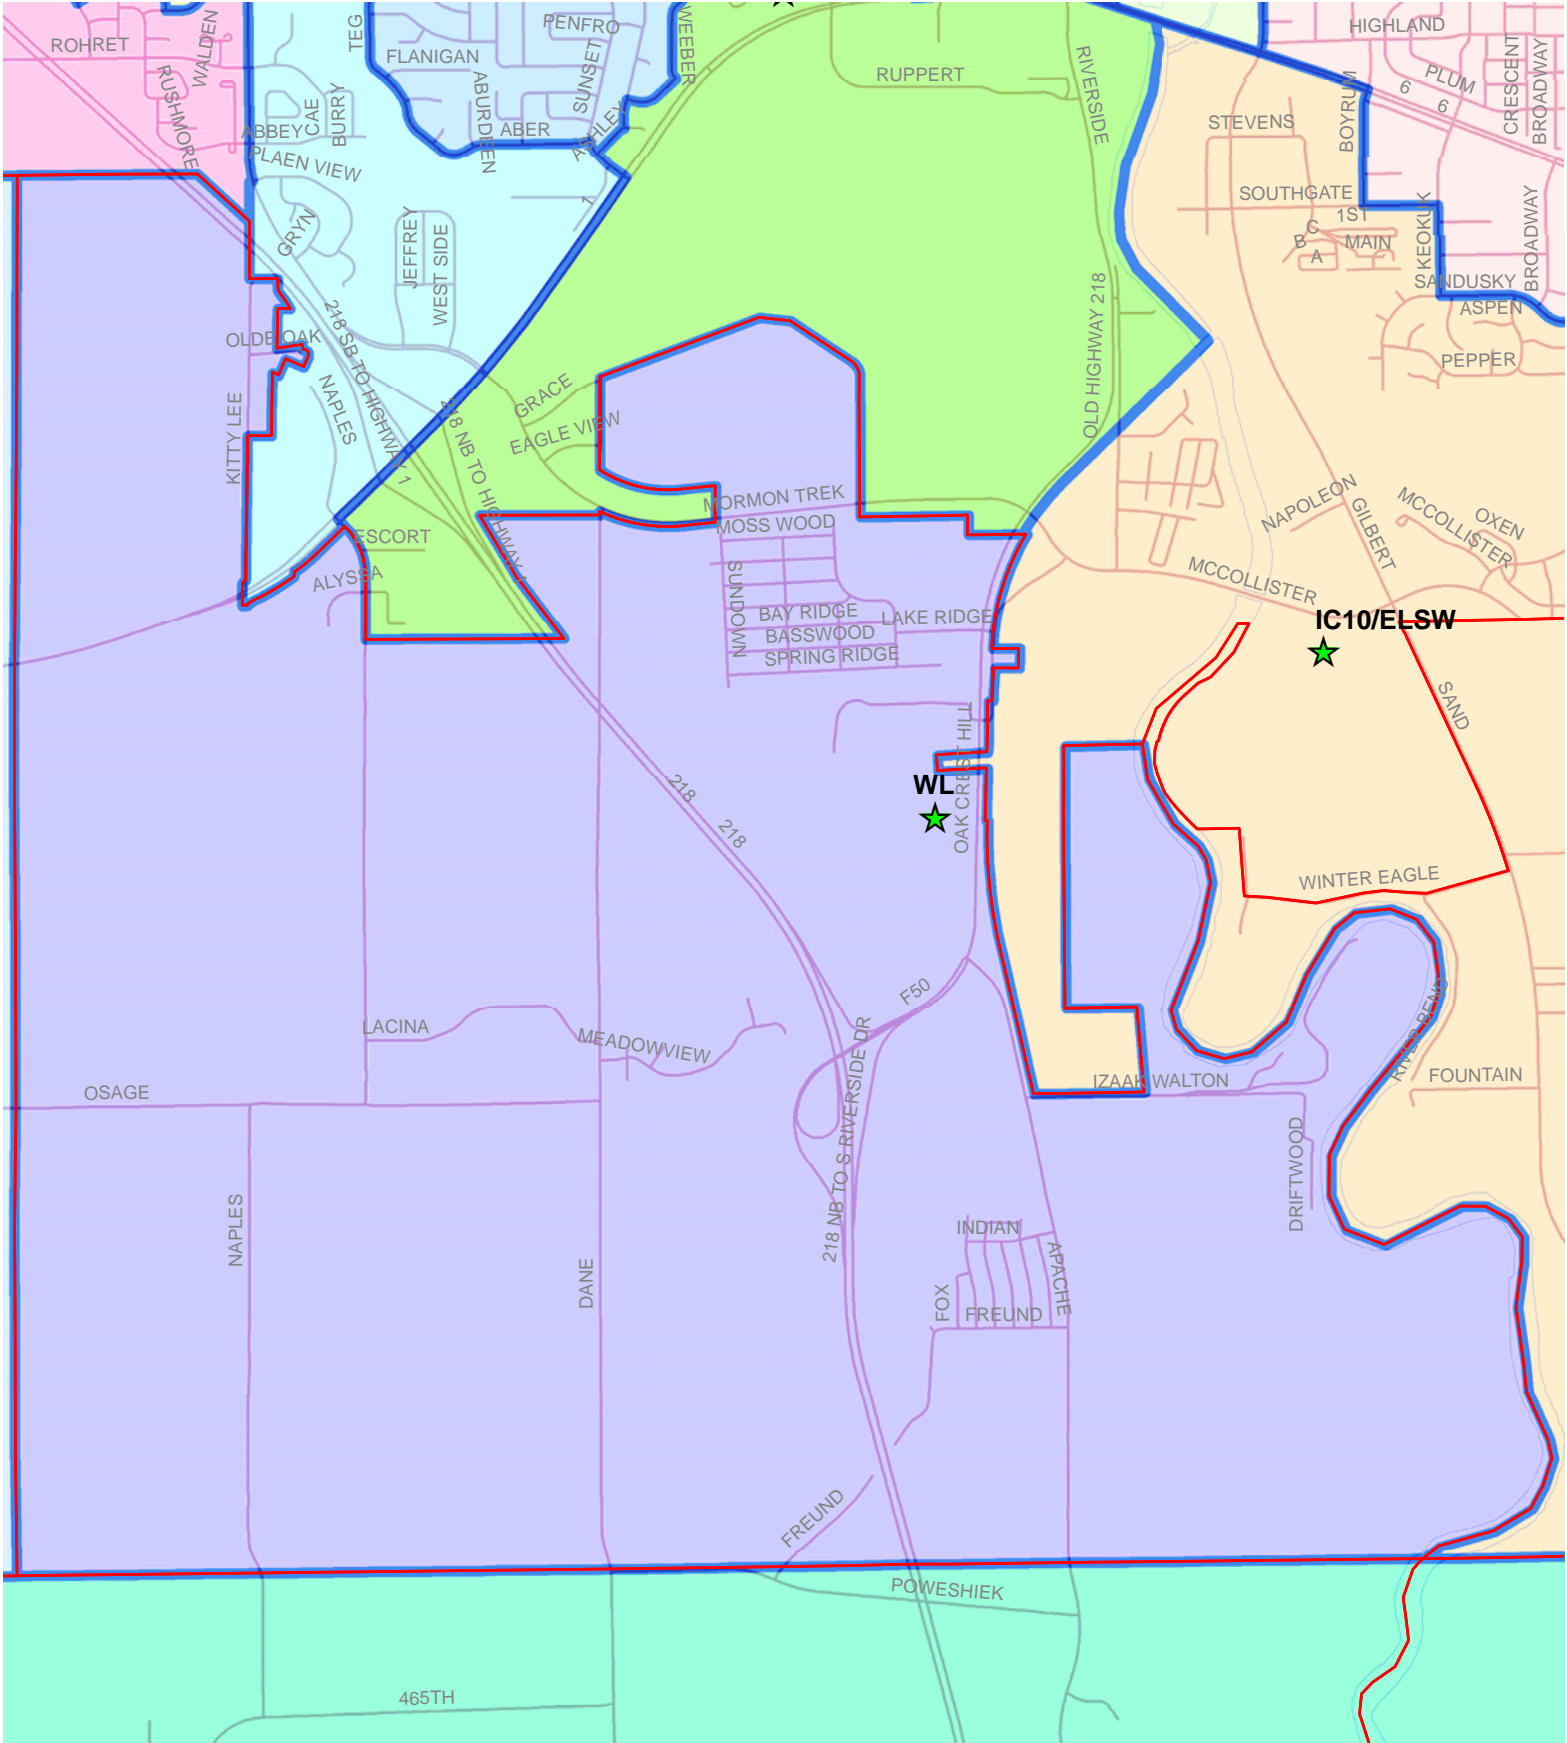 TEG
PENFRO
WEEBER
HIGHLAND
ROHRET
WALDEN
FLANIGAN
SUNSET
RUPPERT
RIVERSIDE
CRESCENT
BROADWAY
RUSHMORE
CAE
BURRY
ABURDEEN
PLUM
6
6
ABBEY
ABER
ASHLEY
STEVENS
BOYRUM
PLAEN VIEW
1
SOUTHGATE
1ST
KEOKUK
BROADWAY
GRYN
JEFFREY
WEST SIDE
C
B
A
MAIN
SANDUSKY
ASPEN
OLDE OAK
218 SB TO HIGHWAY 1
OLD HIGHWAY 218
PEPPER
KITTY LEE
NAPLES
GRACE
EAGLE VIEW
218 NB TO HIGHWAY 1
MORMON TREK
MOSS WOOD
NAPOLEON
GILBERT
MCCOLLISTER
OXEN
ESCORT
ALYSSA
SUNDOWN
MCCOLLISTER
BAY RIDGE
LAKE RIDGE
BASSWOOD
SPRING RIDGE
IC10/ELSW
SAND
218
218
WL
OAK CREST HILL
WINTER EAGLE
F50
LACINA
MEADOWVIEW
RIVER BEND
OSAGE
IZAAK WALTON
FOUNTAIN
218 NB TO S RIVERSIDE DR
DRIFTWOOD
NAPLES
DANE
INDIAN
APACHE
FOX
FREUND
FREUND
POWESHIEK
465TH